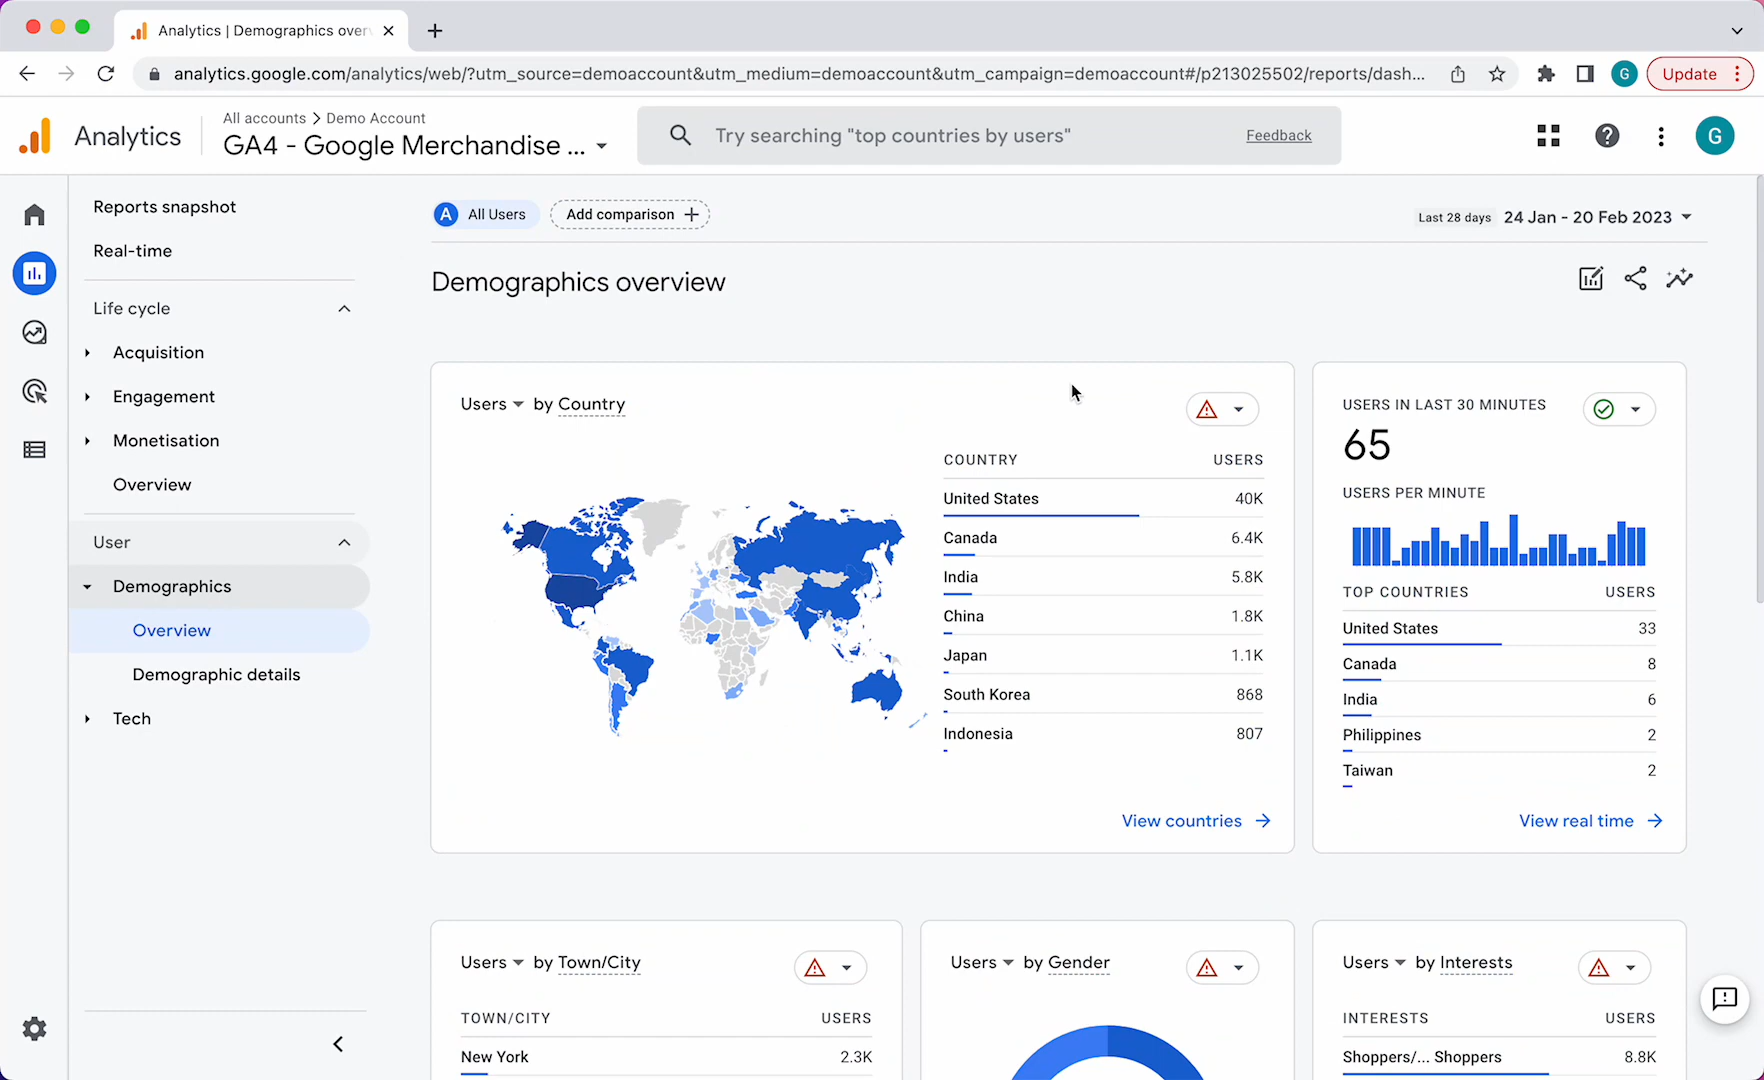 Analytics | Demographics over
analytics.google.com/analytics/web/?utm_source=demoaccount&utm_medium=demoaccount&utm_campaign=demoaccount#/p213025502/reports/dash...
G
Update
Analytics
All accounts > Demo Account
GA4 - Google Merchandise ...
Try searching "top countries by users"
Feedback
G
Reports snapshot
Real-time
Life cycle
Acquisition
Engagement
Monetisation
Overview
User
Demographics
Overview
Demographic details
Tech
A All Users
Add comparison +
Last 28 days 24 Jan - 20 Feb 2023
Demographics overview
Users by Country
COUNTRY USERS
United States 40K
Canada 6.4K
India 5.8K
China 1.8K
Japan 1.1K
South Korea 868
Indonesia 807
View countries
USERS IN LAST 30 MINUTES
65
USERS PER MINUTE
TOP COUNTRIES USERS
United States 33
Canada 8
India 6
Philippines 2
Taiwan 2
View real time
Users by Town/City
TOWN/CITY USERS
New York 2.3K
Users by Gender
Users by Interests
INTERESTS USERS
Shoppers/... Shoppers 8.8K